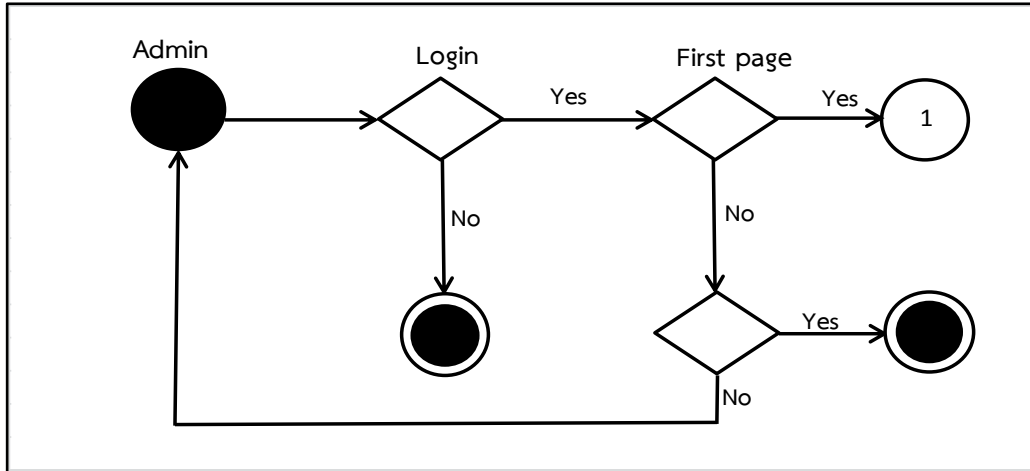 Admin
Login
First page
Yes
Yes
1
No
No
Yes
No